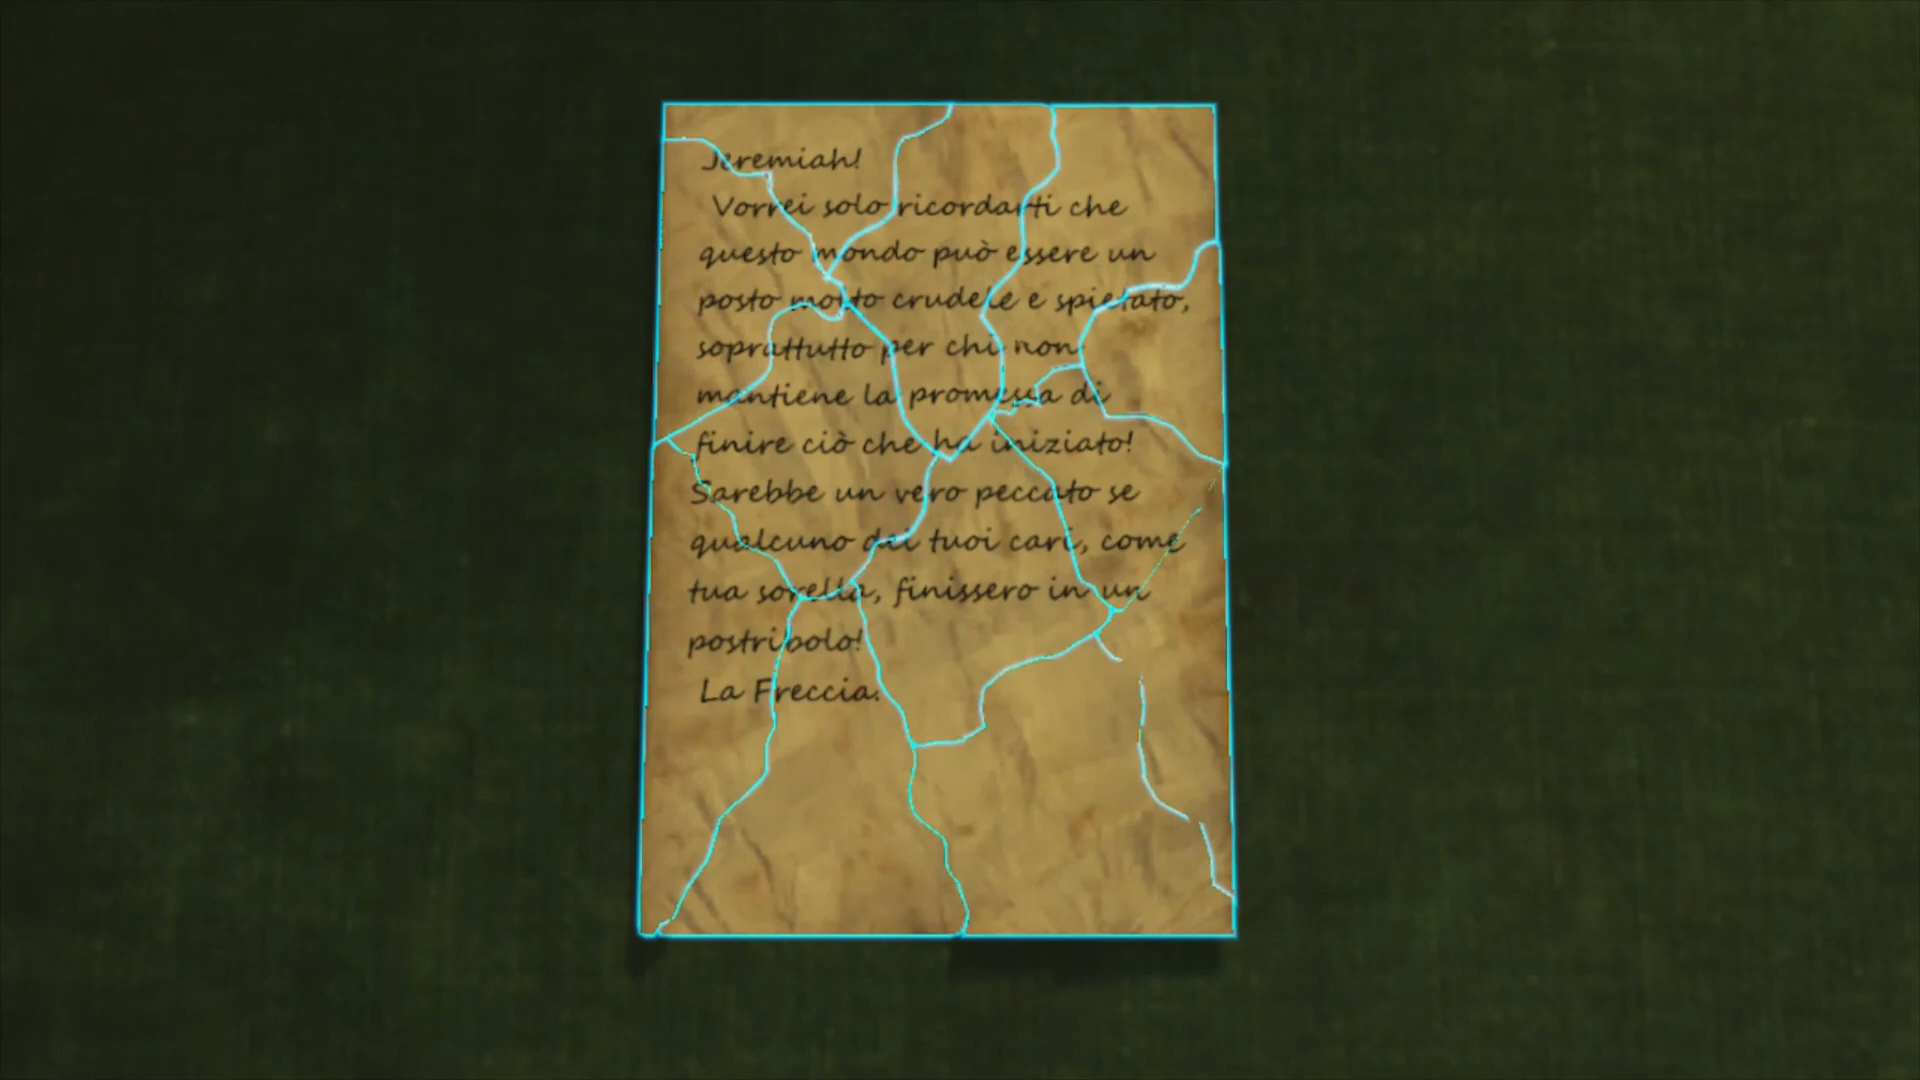 Jeremiah!
Vorrei solo ricordarti che
questo mondo può essere un
posto molto crudele e spietato,
soprattutto per chi non
mantiene la promessa di
finire ciò che ha iniziato!
Sarebbe un vero peccato se
qualcuno dei tuoi cari, come
tua sorella, finissero in un
postribolo!
La Freccia.